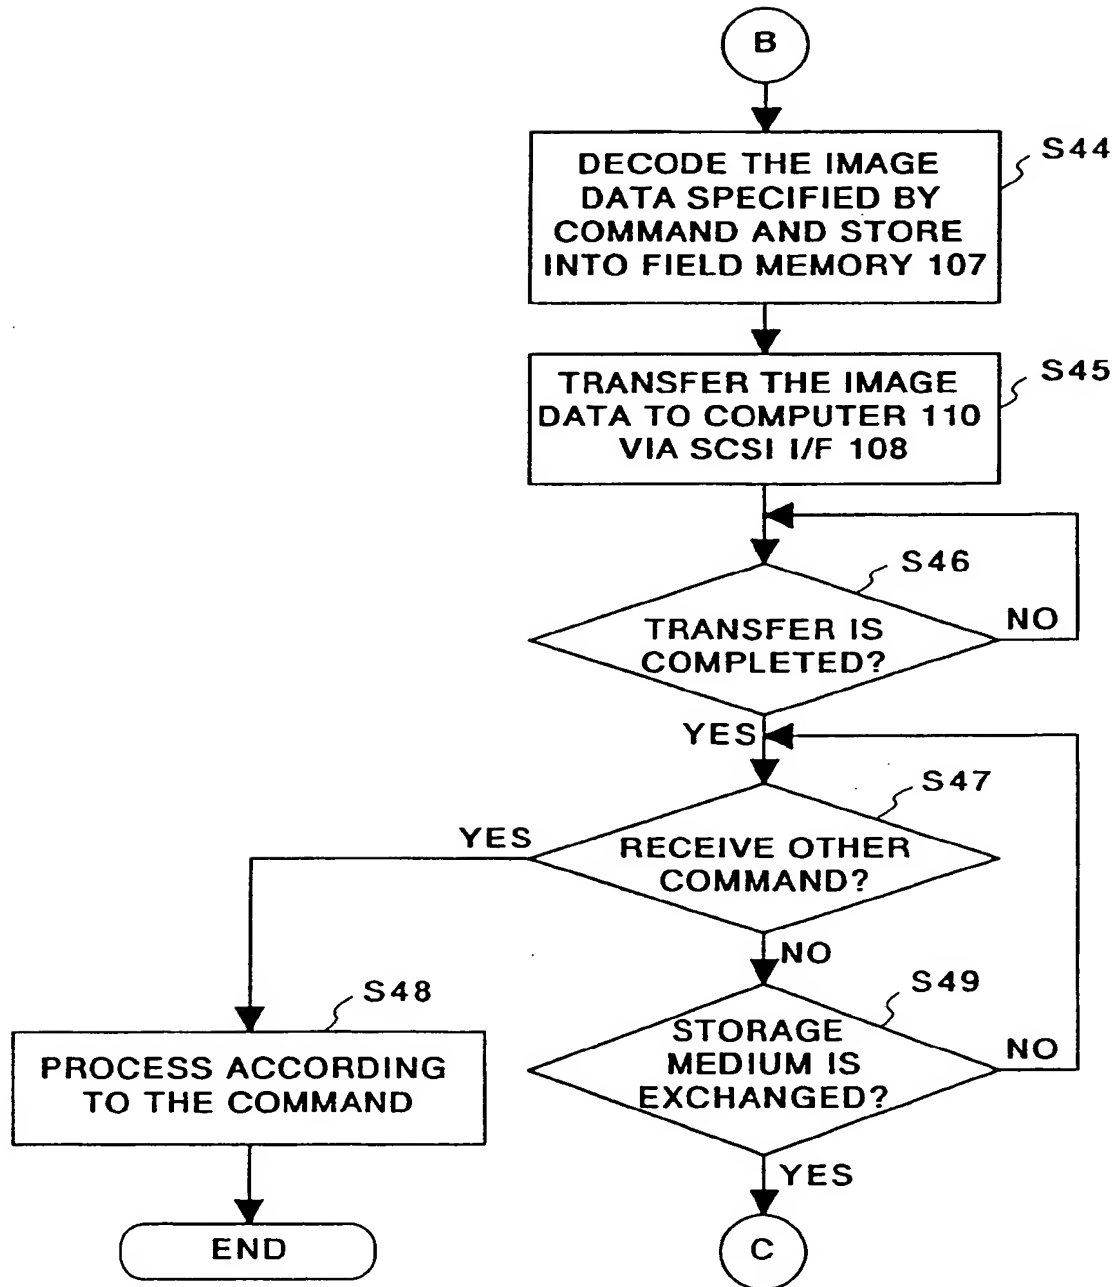 B
S44
DECODE THE IMAGE
DATA SPECIFIED BY
COMMAND AND STORE
INTO FIELD MEMORY 107
S45
TRANSFER THE IMAGE
DATA TO COMPUTER 110
VIA SCSI I/F 108
S46
TRANSFER IS
COMPLETED?
NO
YES
S47
RECEIVE OTHER
COMMAND?
YES
NO
S48
PROCESS ACCORDING
TO THE COMMAND
END
S49
STORAGE
MEDIUM IS
EXCHANGED?
NO
YES
C